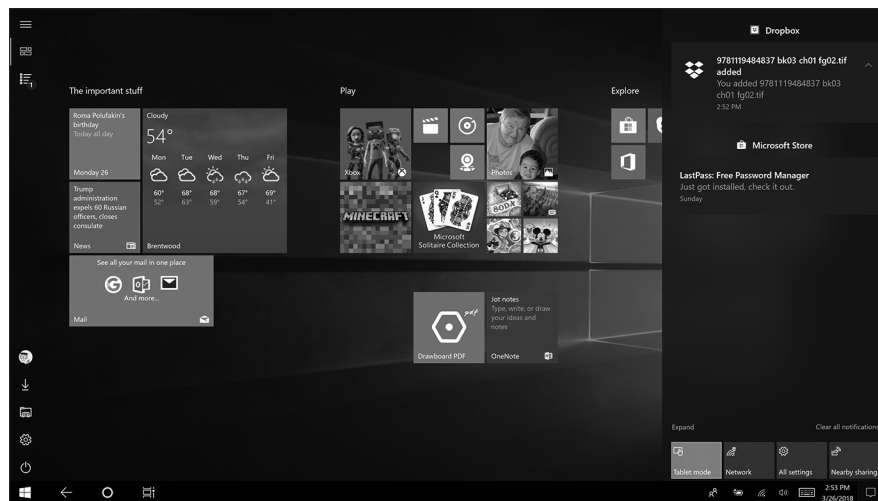 1
The important stuff
Roma Polufakin's
birthday
Today all day
Monday 26
Cloudy
54°
Mon Tue Wed Thu Fri
60° 68° 68° 67° 69°
52° 63° 59° 54° 41°
Brentwood
Trump
administration
expels 60 Russian
officers, closes
consulate
News
See all your mail in one place
And more...
Mail
Play
Xbox
Photos
MINECRAFT
Microsoft
Solitaire Collection
SODA
pdf
Drawboard PDF
Jot notes
Type, write, or draw
your ideas and
notes
OneNote
Explore
Dropbox
9781119484837 bk03 ch01 fg02.tif
added
You added 9781119484837 bk03
ch01 fg02.tif
2:52 PM
Microsoft Store
LastPass: Free Password Manager
Just got installed, check it out.
Sunday
Expand
Clear all notifications
Tablet mode
Network
All settings
Nearby sharing
2:53 PM
3/26/2018